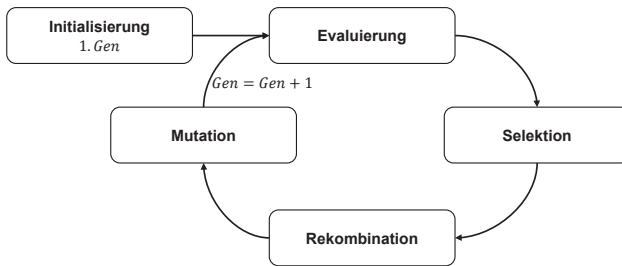 Initialisierung
1. Gen
Evaluierung
Gen = Gen + 1
Mutation
Selektion
Rekombination